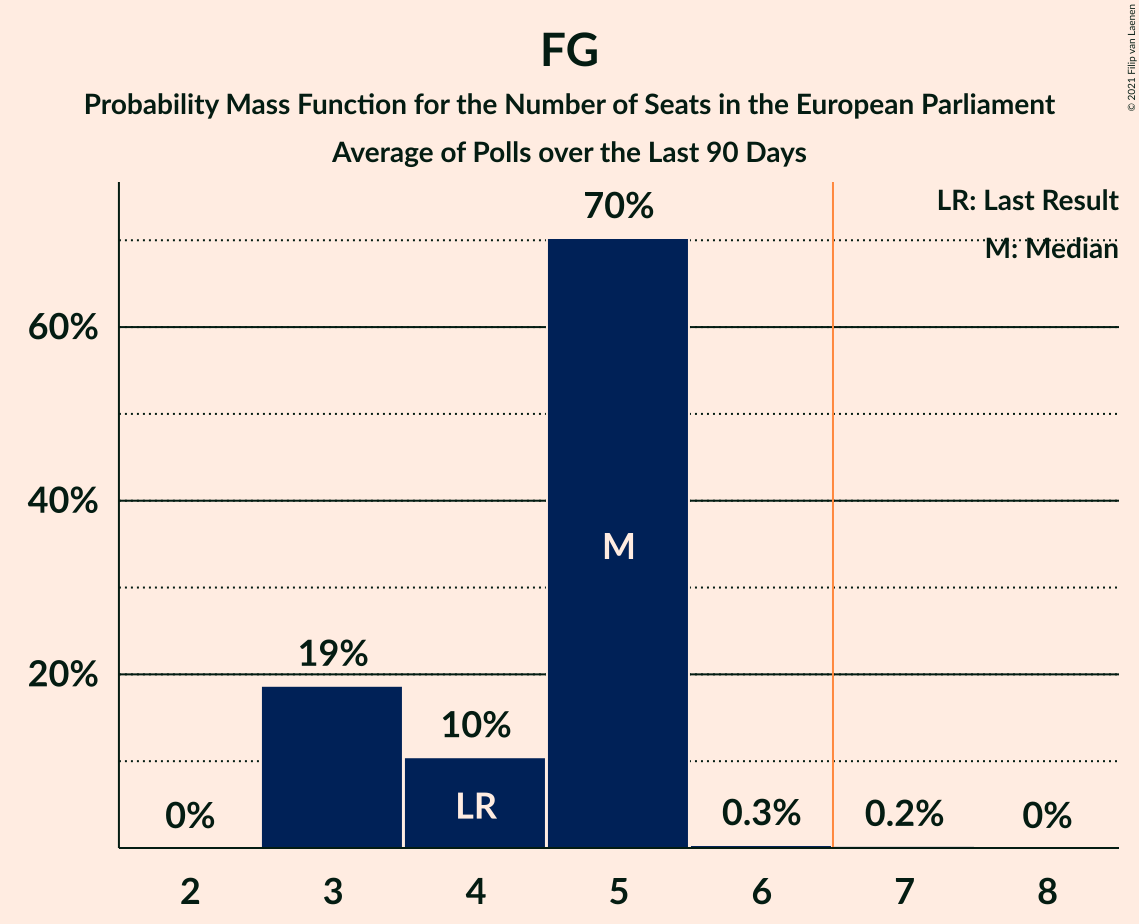 FG
Probability Mass Function for the Number of Seats in the European Parliament
Average of Polls over the Last 90 Days
© 2021 Filip van Laenen
LR: Last Result
M: Median
70%
60%
40%
20%
M
19%
10%
LR
0%
0.3%
0.2%
0%
2 3 4 5 6 7 8